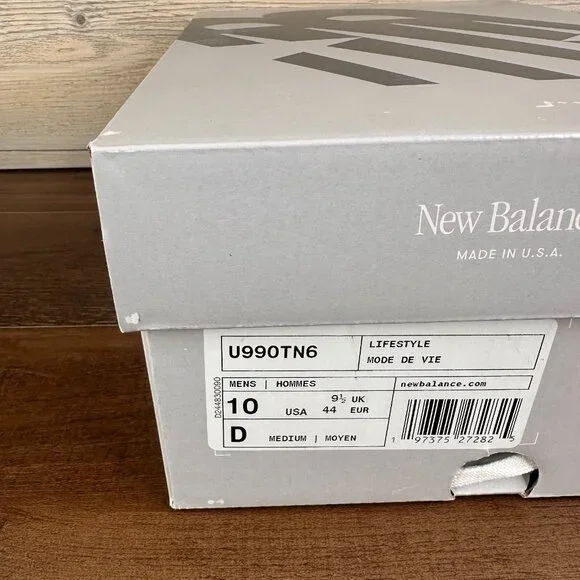 New Balanc
MADE IN U.S.A.
U990TN6
LIFESTYLE
MODE DE VIE
MENS | HOMMES
newbalance.com
10 USA 9½ UK
44 EUR
D MEDIUM | MOYEN
D244830090
1 97375 27282 5